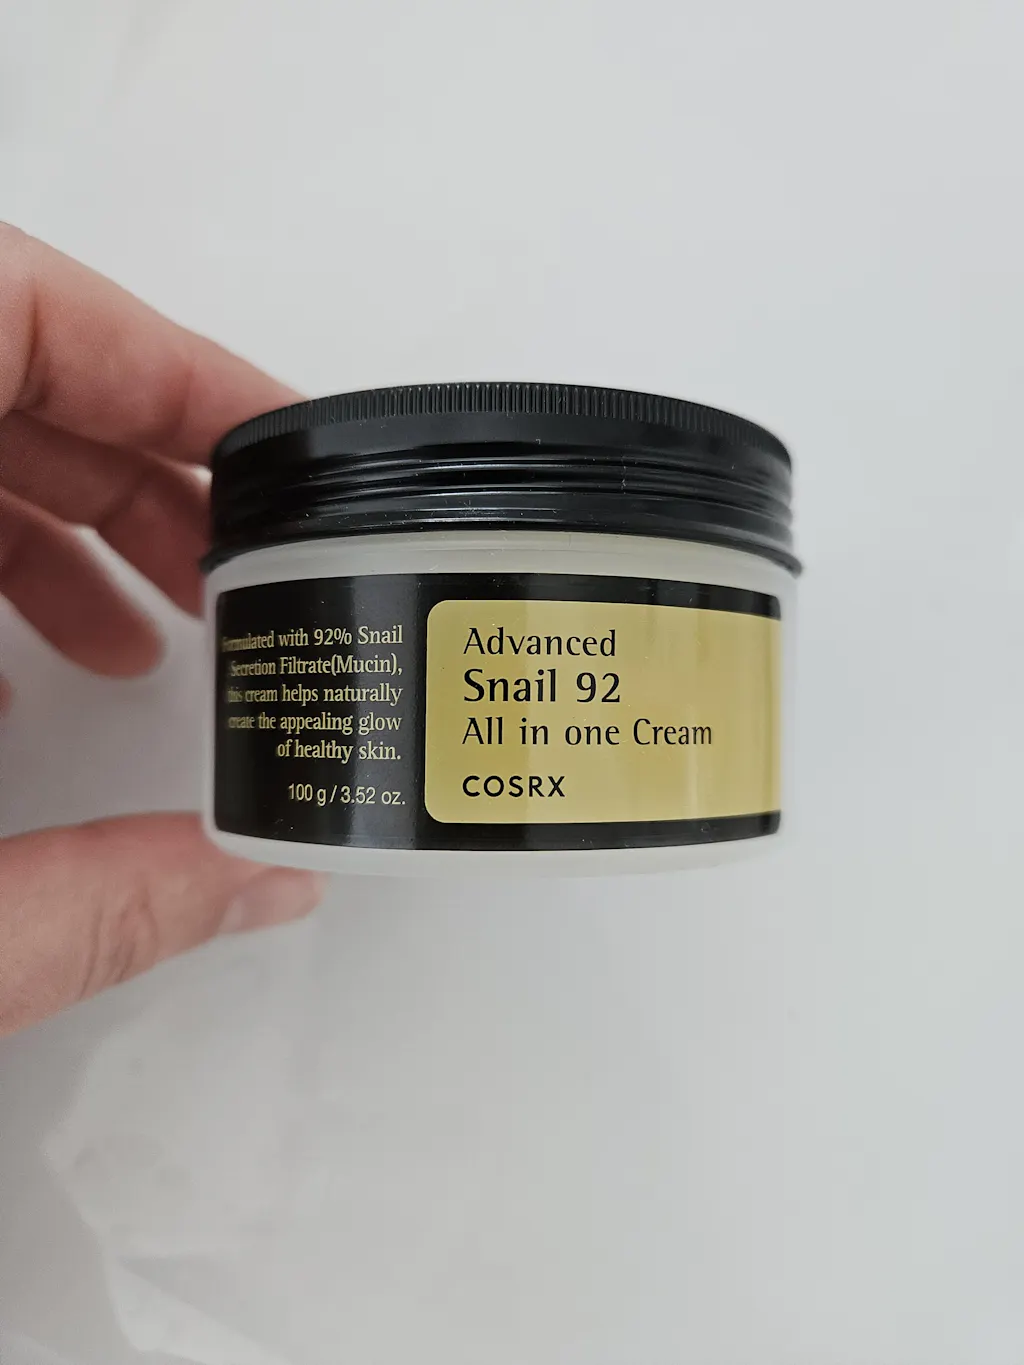 Formulated with 92% Snail
Secretion Filtrate(Mucin),
this cream helps naturally
create the appealing glow
of healthy skin.
100 g / 3.52 oz.
Advanced
Snail 92
All in one Cream
COSRX